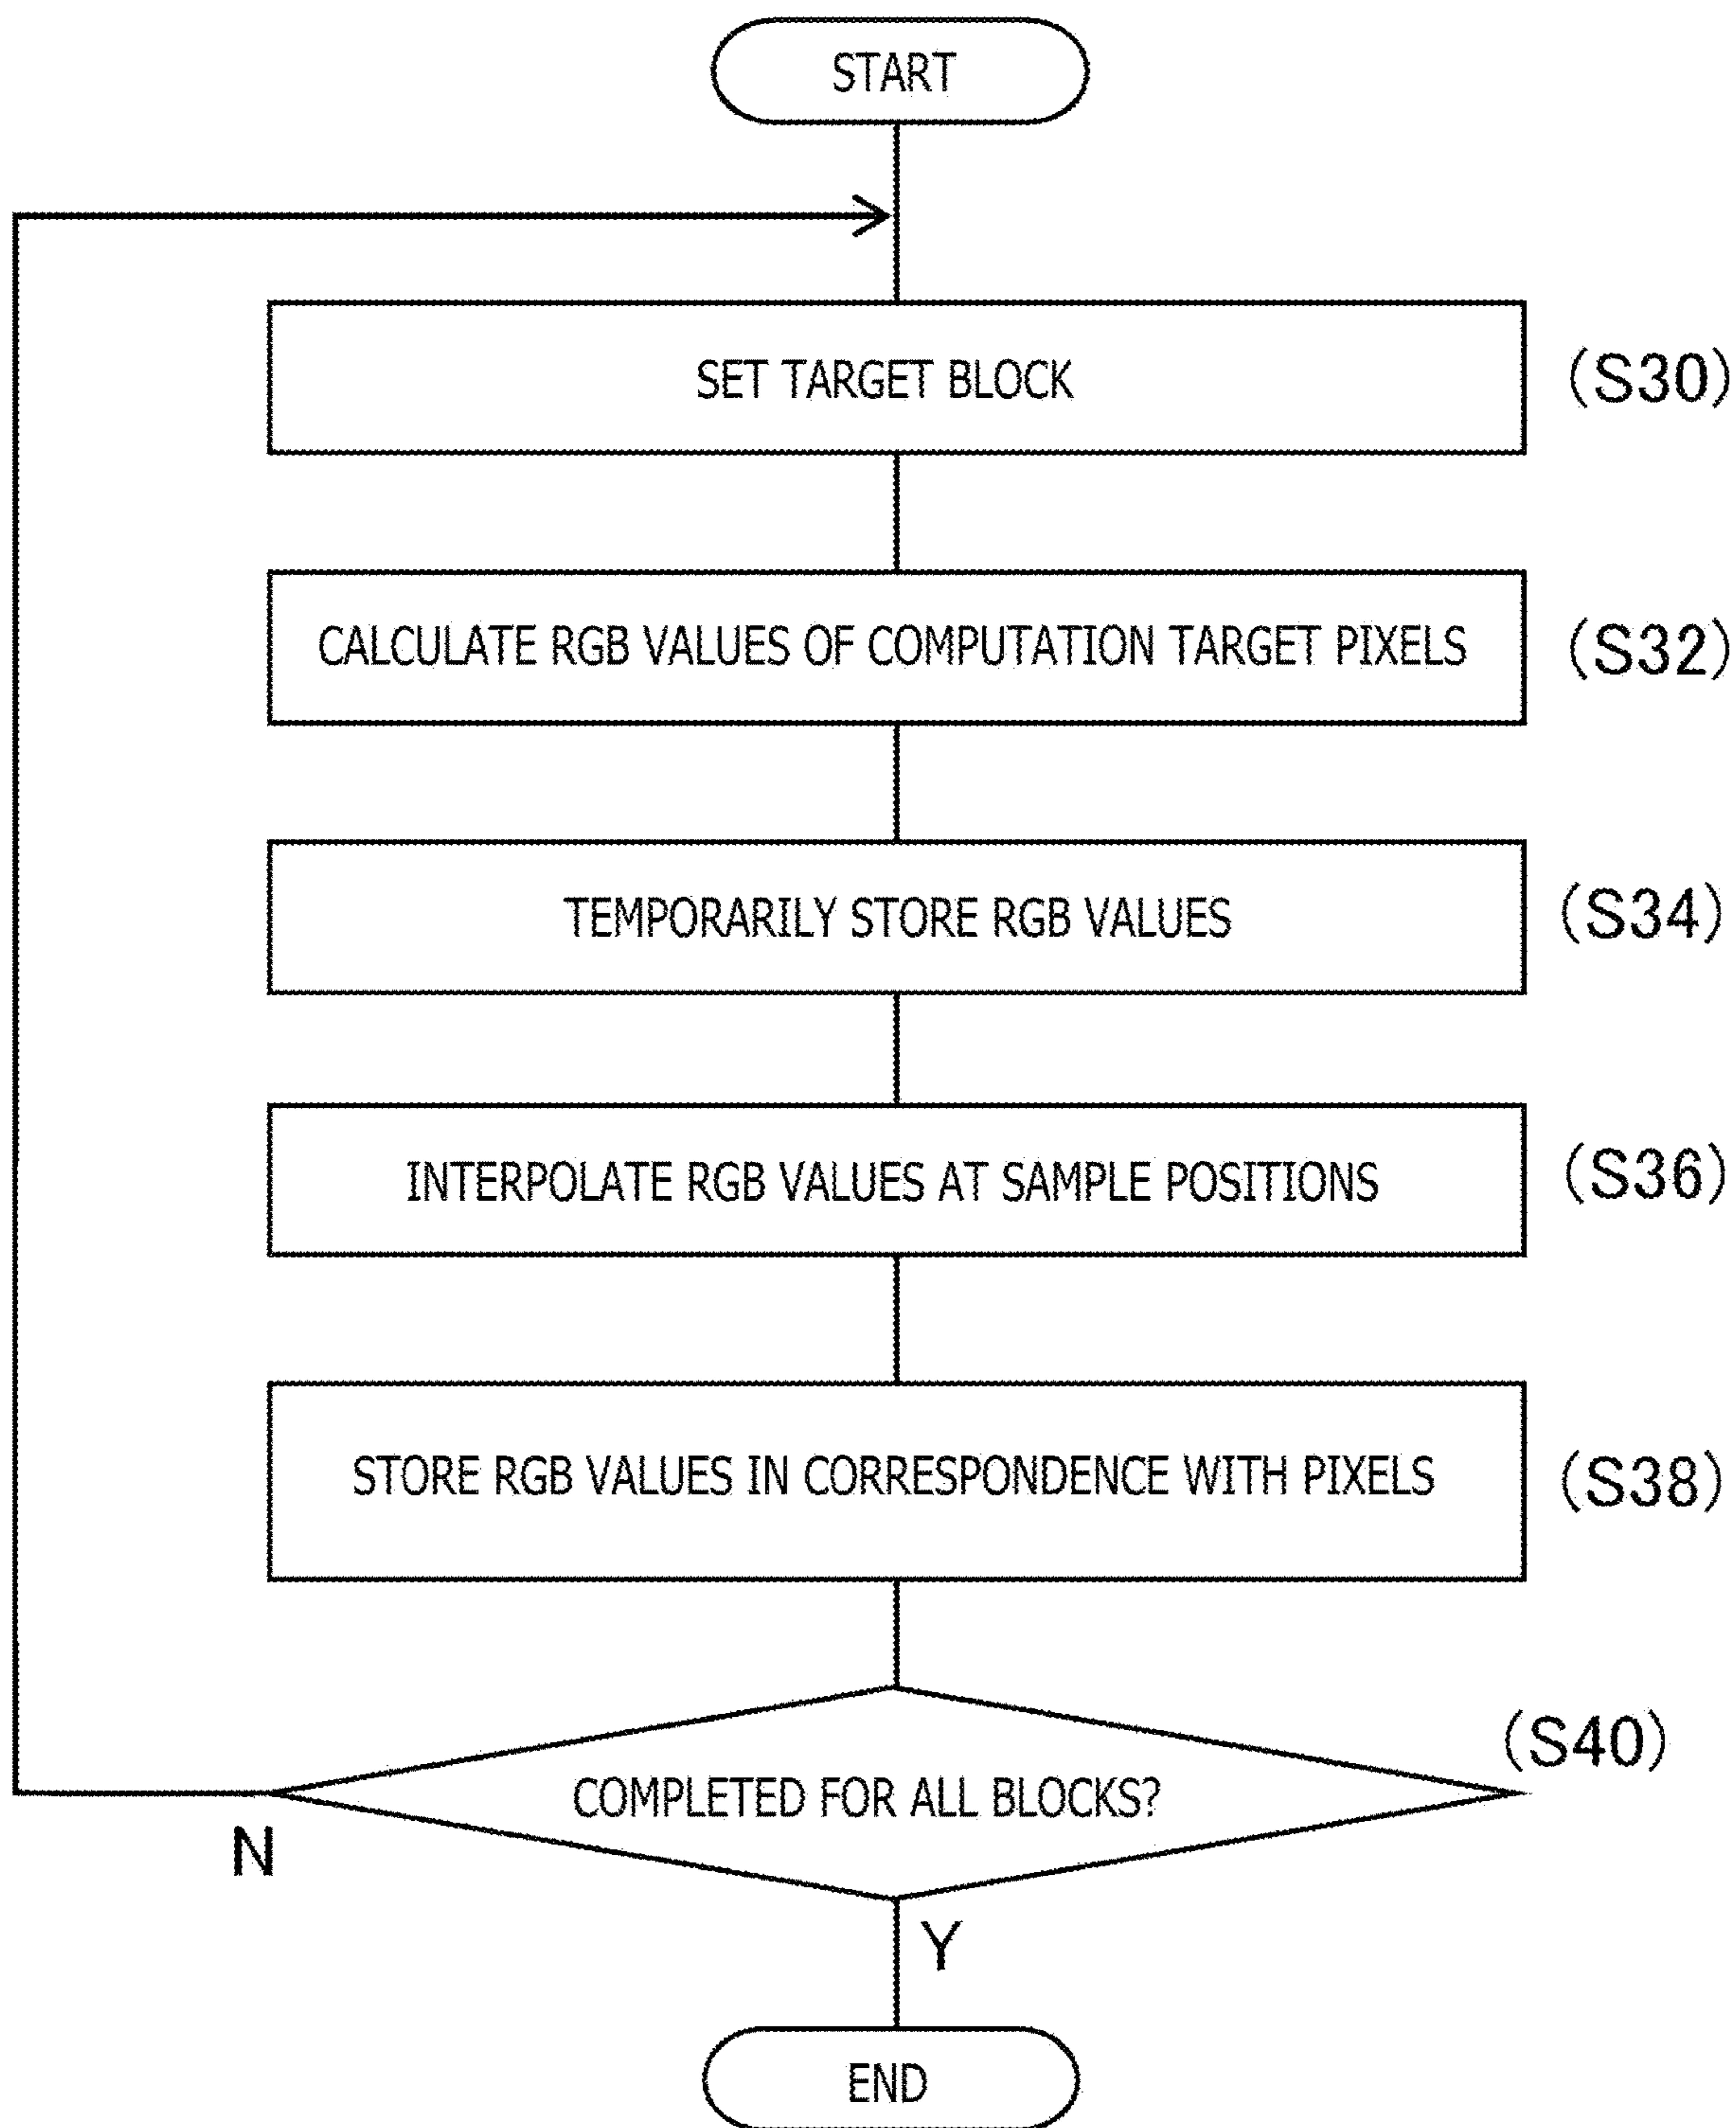 START
SET TARGET BLOCK (S30)
CALCULATE RGB VALUES OF COMPUTATION TARGET PIXELS (S32)
TEMPORARILY STORE RGB VALUES (S34)
INTERPOLATE RGB VALUES AT SAMPLE POSITIONS (S36)
STORE RGB VALUES IN CORRESPONDENCE WITH PIXELS (S38)
(S40)
COMPLETED FOR ALL BLOCKS?
N
Y
END